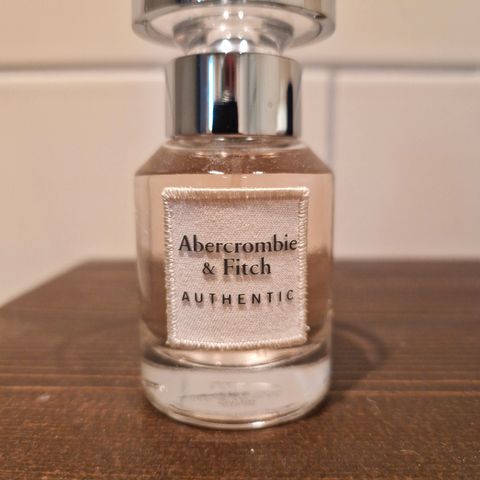 Abercrombie
& Fitch
AUTHENTIC